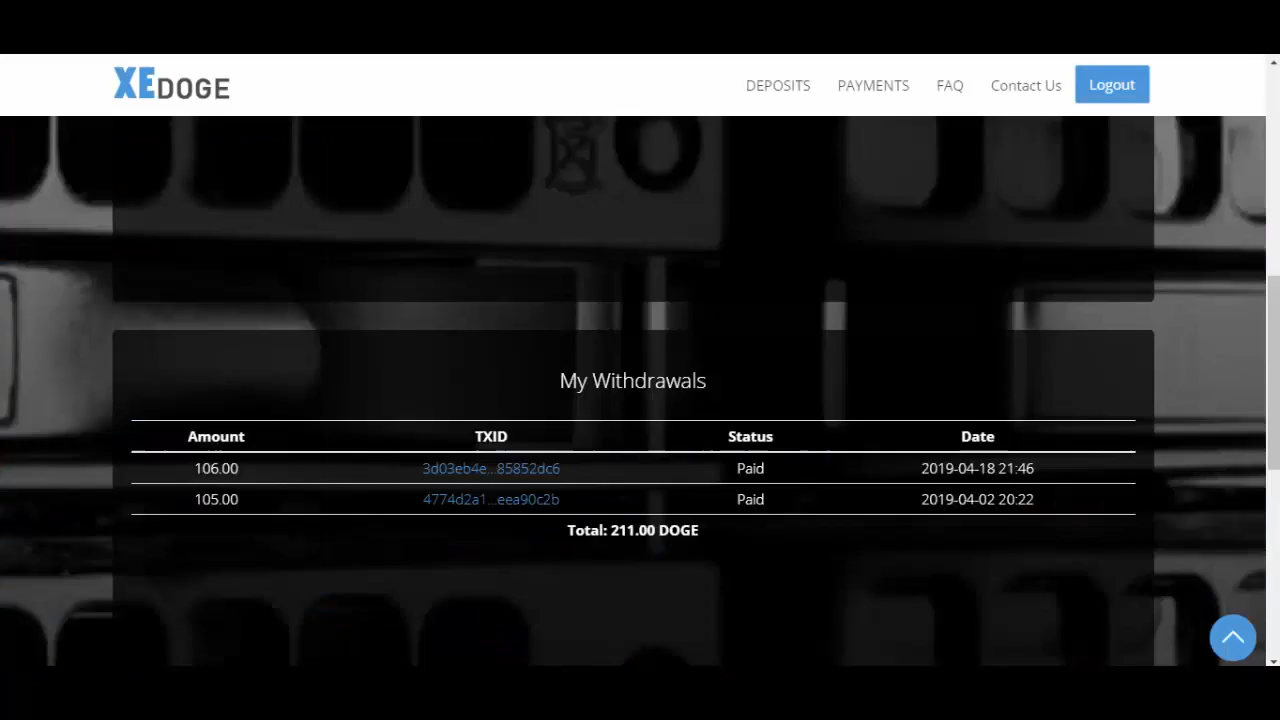 XEDOGE DEPOSITS PAYMENTS FAQ Contact Us Logout
My Withdrawals
Amount TXID Status Date
106.00 3d03eb4e...85852dc6 Paid 2019-04-18 21:46
105.00 4774d2a1...eea90c2b Paid 2019-04-02 20:22
Total: 211.00 DOGE